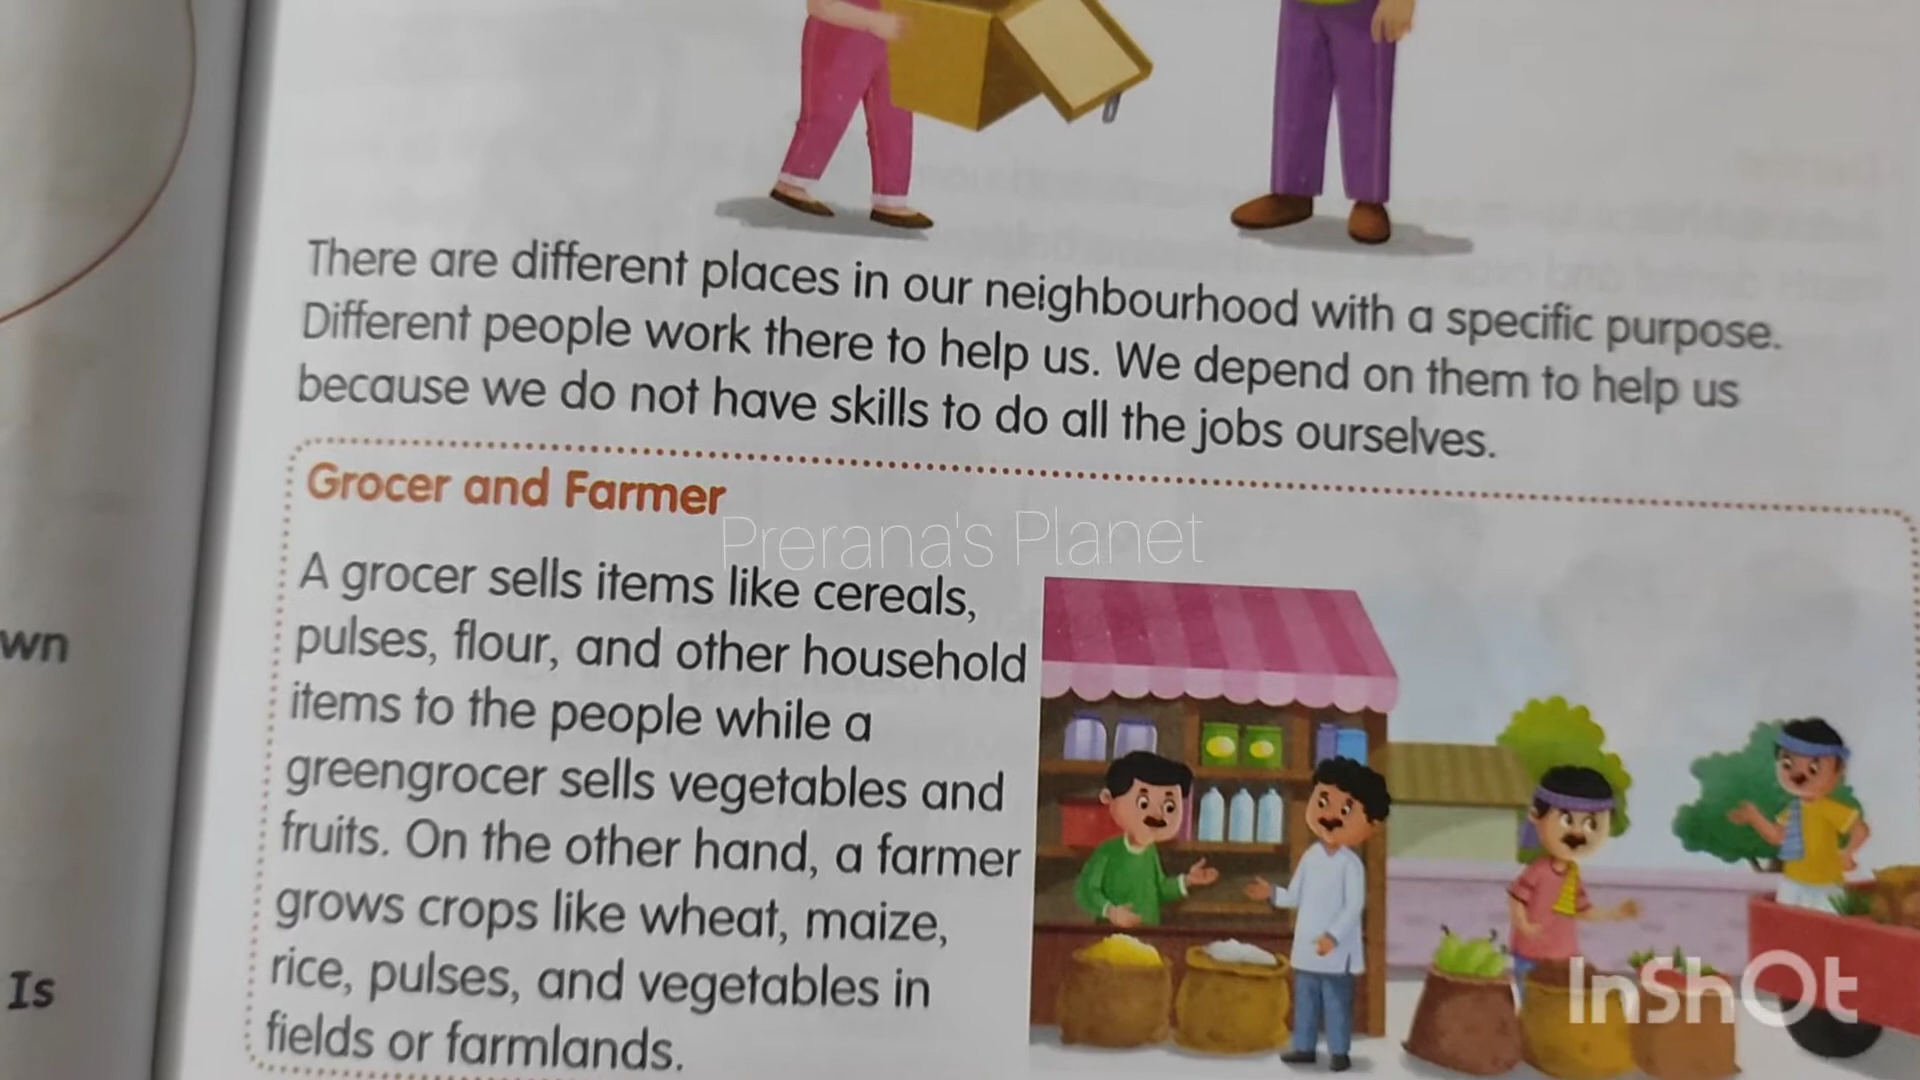 There are different places in our neighbourhood with a specific purpose.
Different people work there to help us. We depend on them to help us
because we do not have skills to do all the jobs ourselves.
Grocer and Farmer
Prerana's Planet
A grocer sells items like cereals,
pulses, flour, and other household
items to the people while a
greengrocer sells vegetables and
fruits. On the other hand, a farmer
grows crops like wheat, maize,
rice, pulses, and vegetables in
fields or farmlands.
wn
Is
InShOt